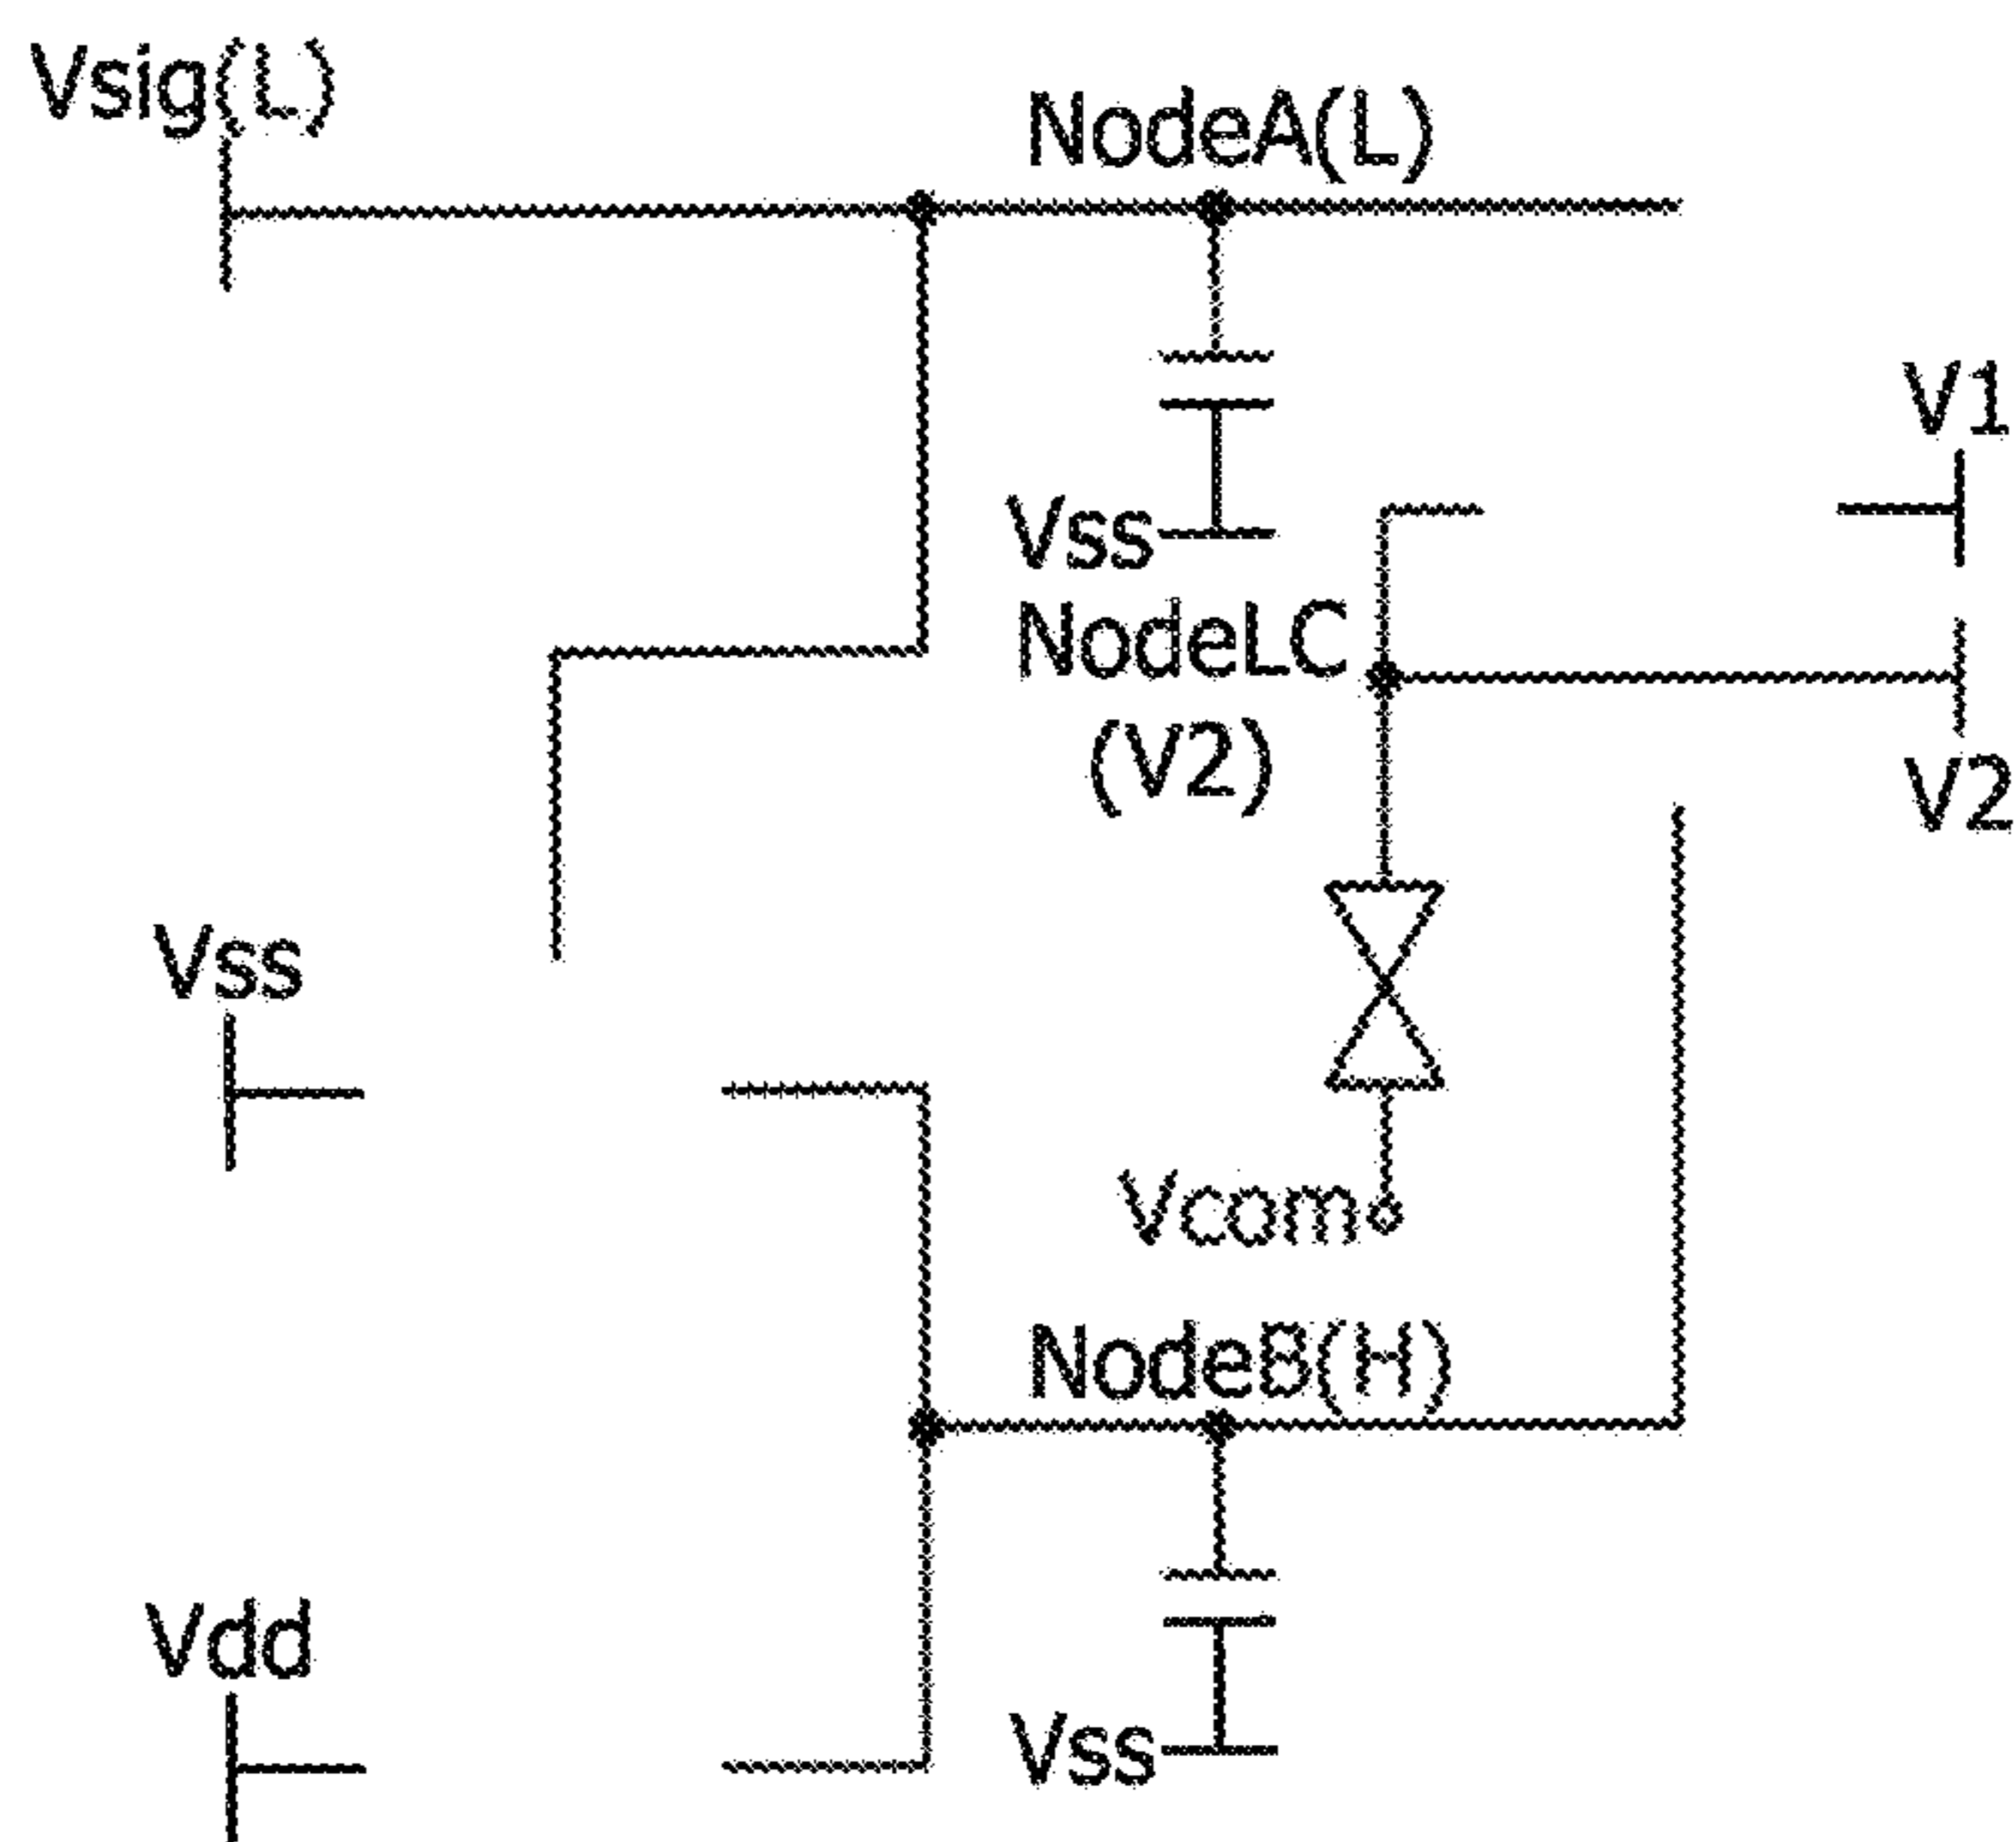 Vsig(L)
NodeA(L)
V1
Vss
NodeLC
(V2)
V2
Vss
Vcom
NodeB(H)
Vdd
Vss